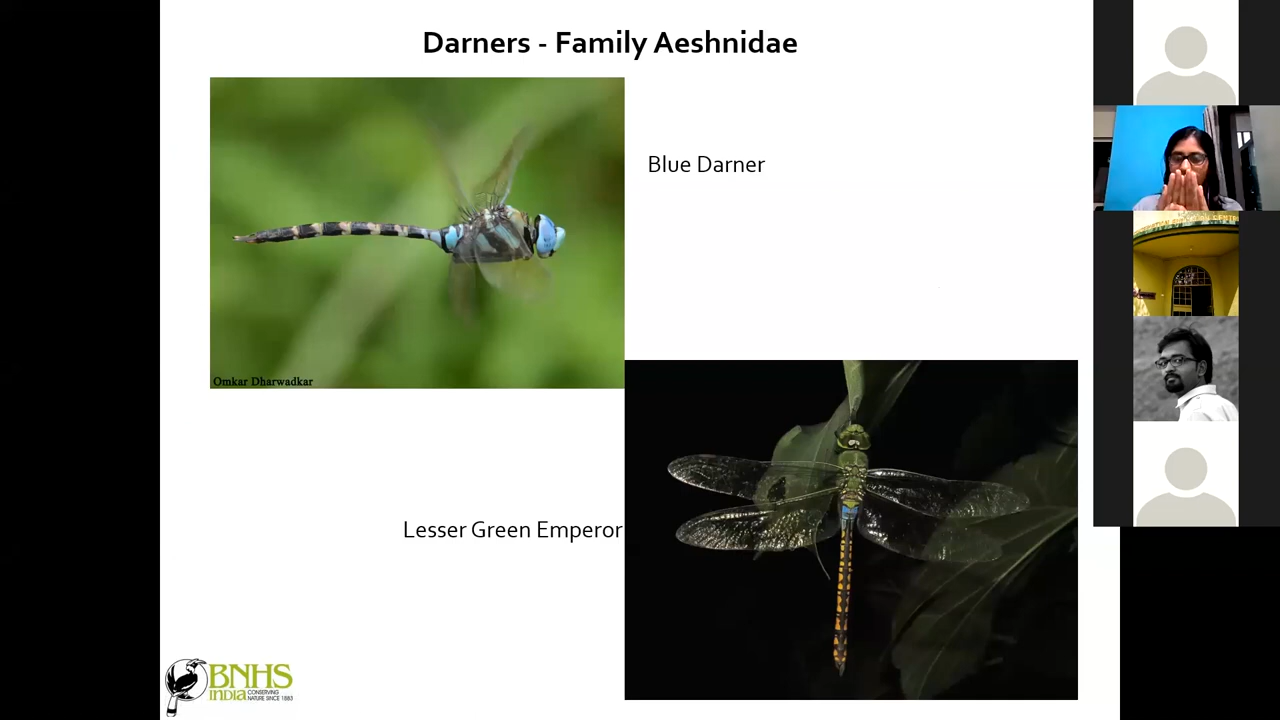 Darners - Family Aeshnidae
Blue Darner
Omkar Dharwadkar
Lesser Green Emperor
BNHS
INDIA
CONSERVING
NATURE SINCE 1883